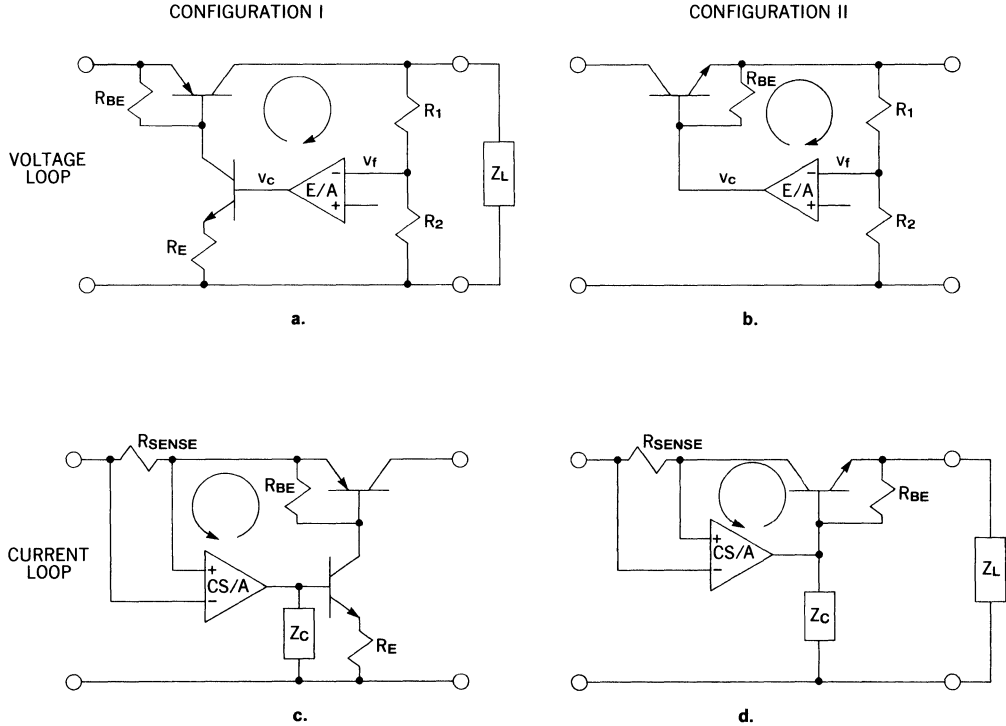 CONFIGURATION I
CONFIGURATION II
VOLTAGE
LOOP
RBE
R1
ZL
vc
E/A
−
+
vf
R2
RE
a.
RBE
R1
vc
E/A
−
+
vf
R2
b.
CURRENT
LOOP
RSENSE
RBE
CS/A
+
−
ZC
RE
c.
RSENSE
RBE
CS/A
+
−
ZC
ZL
d.